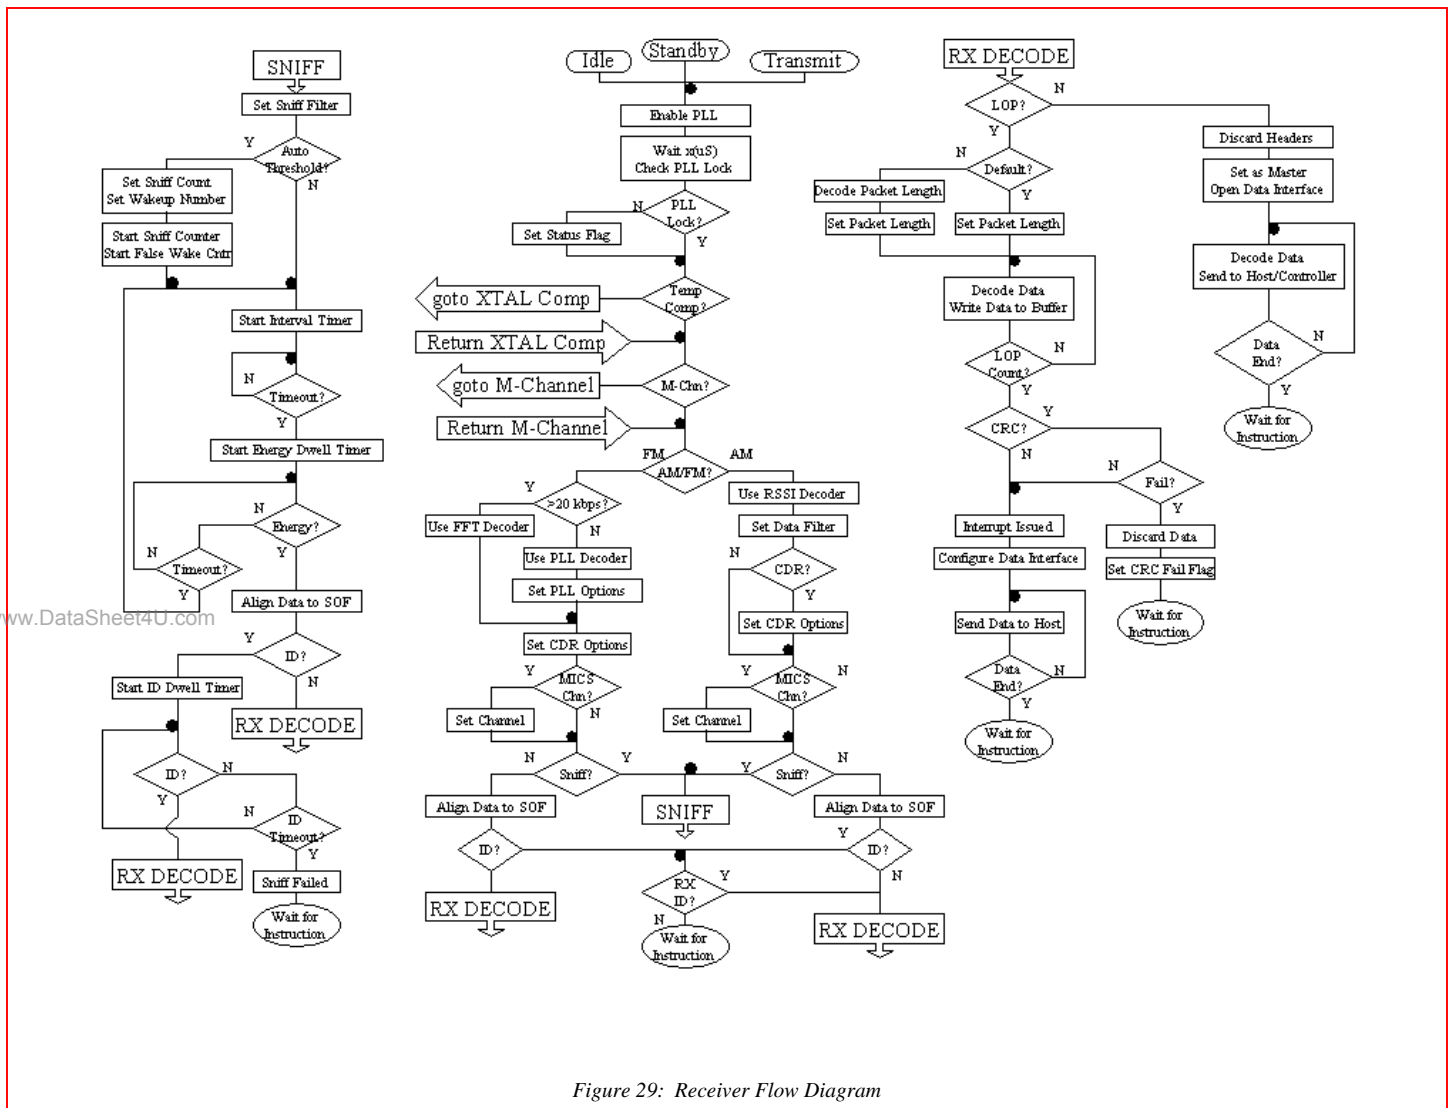 SNIFF
Set Sniff Filter
Y
Auto
Threshold?
N
Set Sniff Count
Set Wakeup Number
Start Sniff Counter
Start False Wake Cntr
Start Interval Timer
N
Timeout?
Y
Start Energy Dwell Timer
N
Energy?
Y
N
Timeout?
Y
Align Data to SOF
Y
ID?
N
Start ID Dwell Timer
RX DECODE
ID?
N
Y
N
ID
Timeout?
Y
RX DECODE
Sniff Failed
Wait for
Instruction
Idle
Standby
Transmit
Enable PLL
Wait x(uS)
Check PLL Lock
N
PLL
Lock?
Y
Set Status Flag
goto XTAL Comp
Temp
Comp?
Return XTAL Comp
goto M-Channel
M-Chn?
Return M-Channel
FM
AM/FM?
AM
Y
>20 kbps?
N
Use RSSI Decoder
Use FFT Decoder
Set Data Filter
Use PLL Decoder
N
CDR?
Y
Set PLL Options
Set CDR Options
Set CDR Options
Y
MICS
Chn?
N
Y
MICS
Chn?
N
Set Channel
Set Channel
N
Sniff?
Y
Y
Sniff?
N
Align Data to SOF
SNIFF
Align Data to SOF
ID?
Y
ID?
N
RX
ID?
Y
N
RX DECODE
Wait for
Instruction
RX DECODE
RX DECODE
LOP?
N
Y
Discard Headers
N
Default?
Y
Set as Master
Open Data Interface
Decode Packet Length
Set Packet Length
Set Packet Length
Decode Data
Send to Host/Controller
Decode Data
Write Data to Buffer
Data
End?
N
Y
LOP
Count?
N
Y
Wait for
Instruction
CRC?
Y
N
N
Fail?
Y
Interrupt Issued
Discard Data
Configure Data Interface
Set CRC Fail Flag
Wait for
Instruction
Send Data to Host
Data
End?
N
Y
Wait for
Instruction
ww.DataSheet4U.com
Figure 29: Receiver Flow Diagram